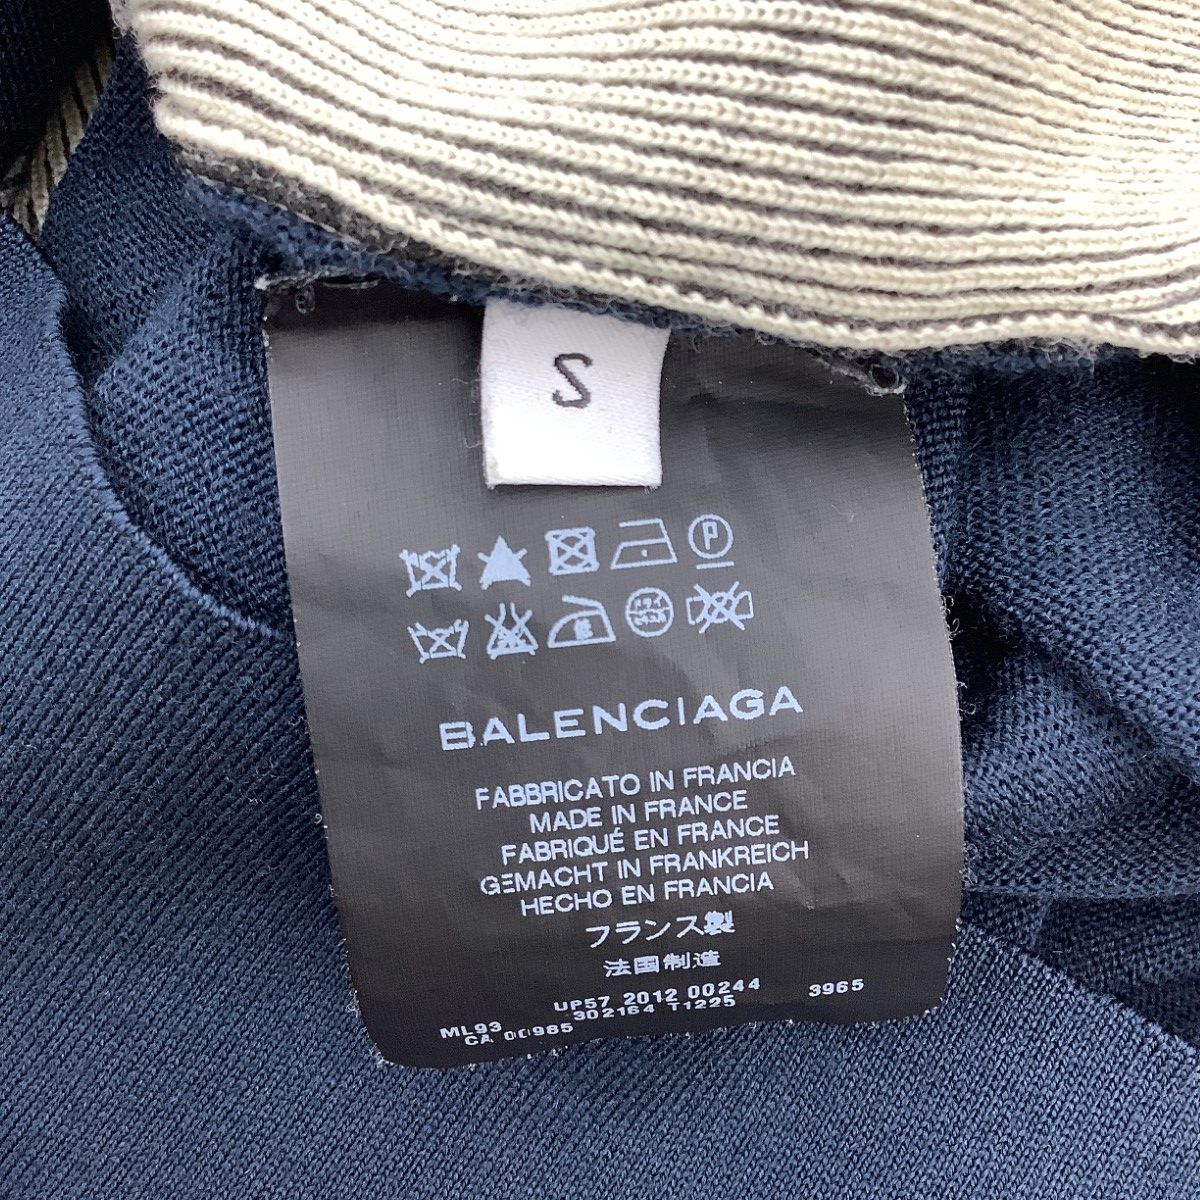 S
P
BALENCIAGA
FABBRICATO IN FRANCIA
MADE IN FRANCE
FABRIQUÉ EN FRANCE
GEMACHT IN FRANKREICH
HECHO EN FRANCIA
フランス製
法国制造
UP57 2012 00244 3965
ML93 302164 T1225
CA 00985